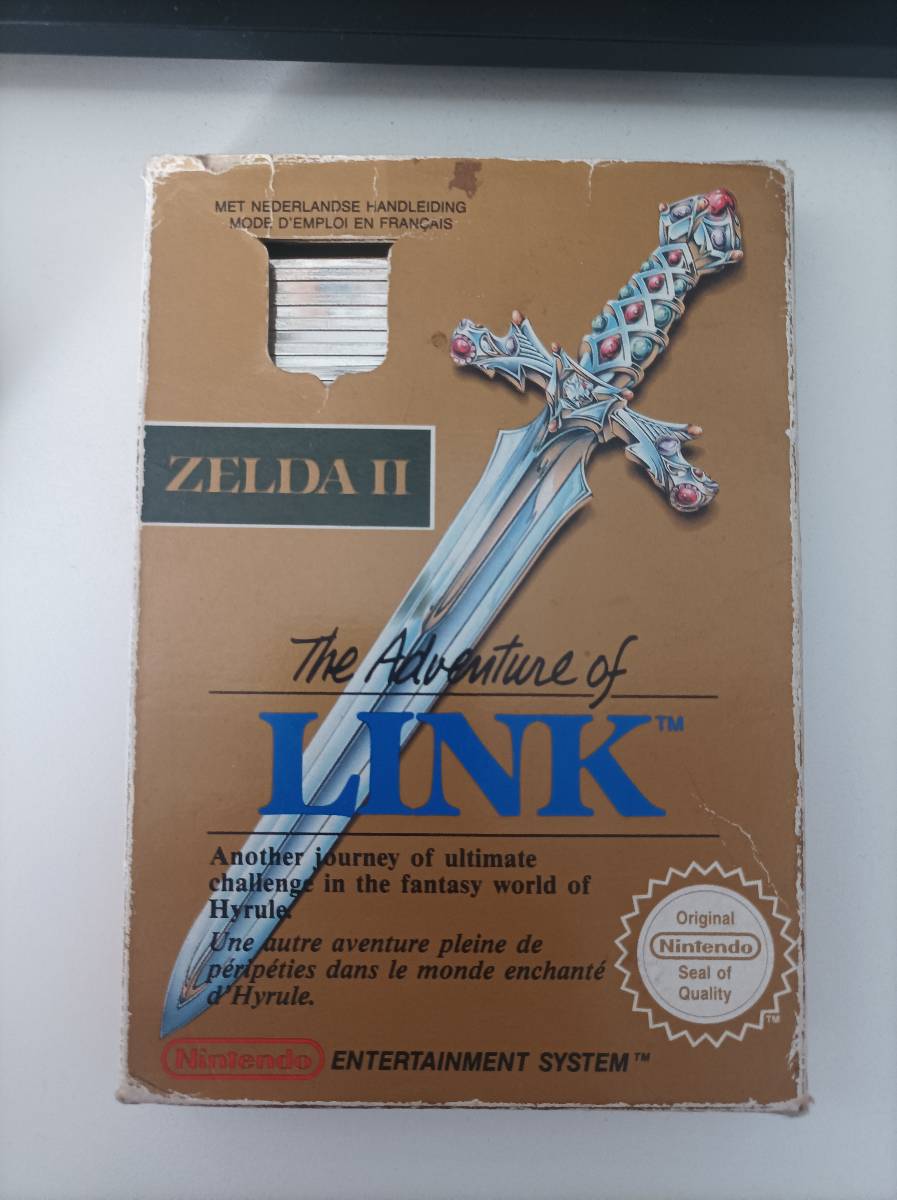 MET NEDERLANDSE HANDLEIDING
MODE D'EMPLOI EN FRANÇAIS
ZELDA II
The Adventure of
LINK™
Another journey of ultimate
challenge in the fantasy world of
Hyrule.
Une autre aventure pleine de
péripéties dans le monde enchanté
d'Hyrule.
Original
Nintendo
Seal of
Quality
TM
Nintendo ENTERTAINMENT SYSTEM™